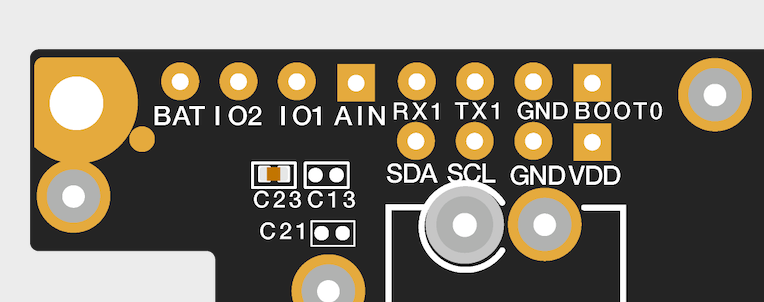 BAT IO2 IO1 AIN RX1 TX1 GND BOOT0
SDA SCL GND VDD
C23 C13
C21